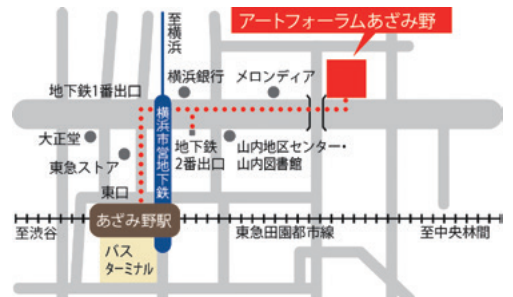 アートフォーラムあざみ野
至横浜
横浜銀行
メロンディア
地下鉄1番出口
横浜市営地下鉄
大正堂
東急ストア
地下鉄
2番出口
山内地区センター・
山内図書館
東口
あざみ野駅
至渋谷
東急田園都市線
至中央林間
バス
ターミナル